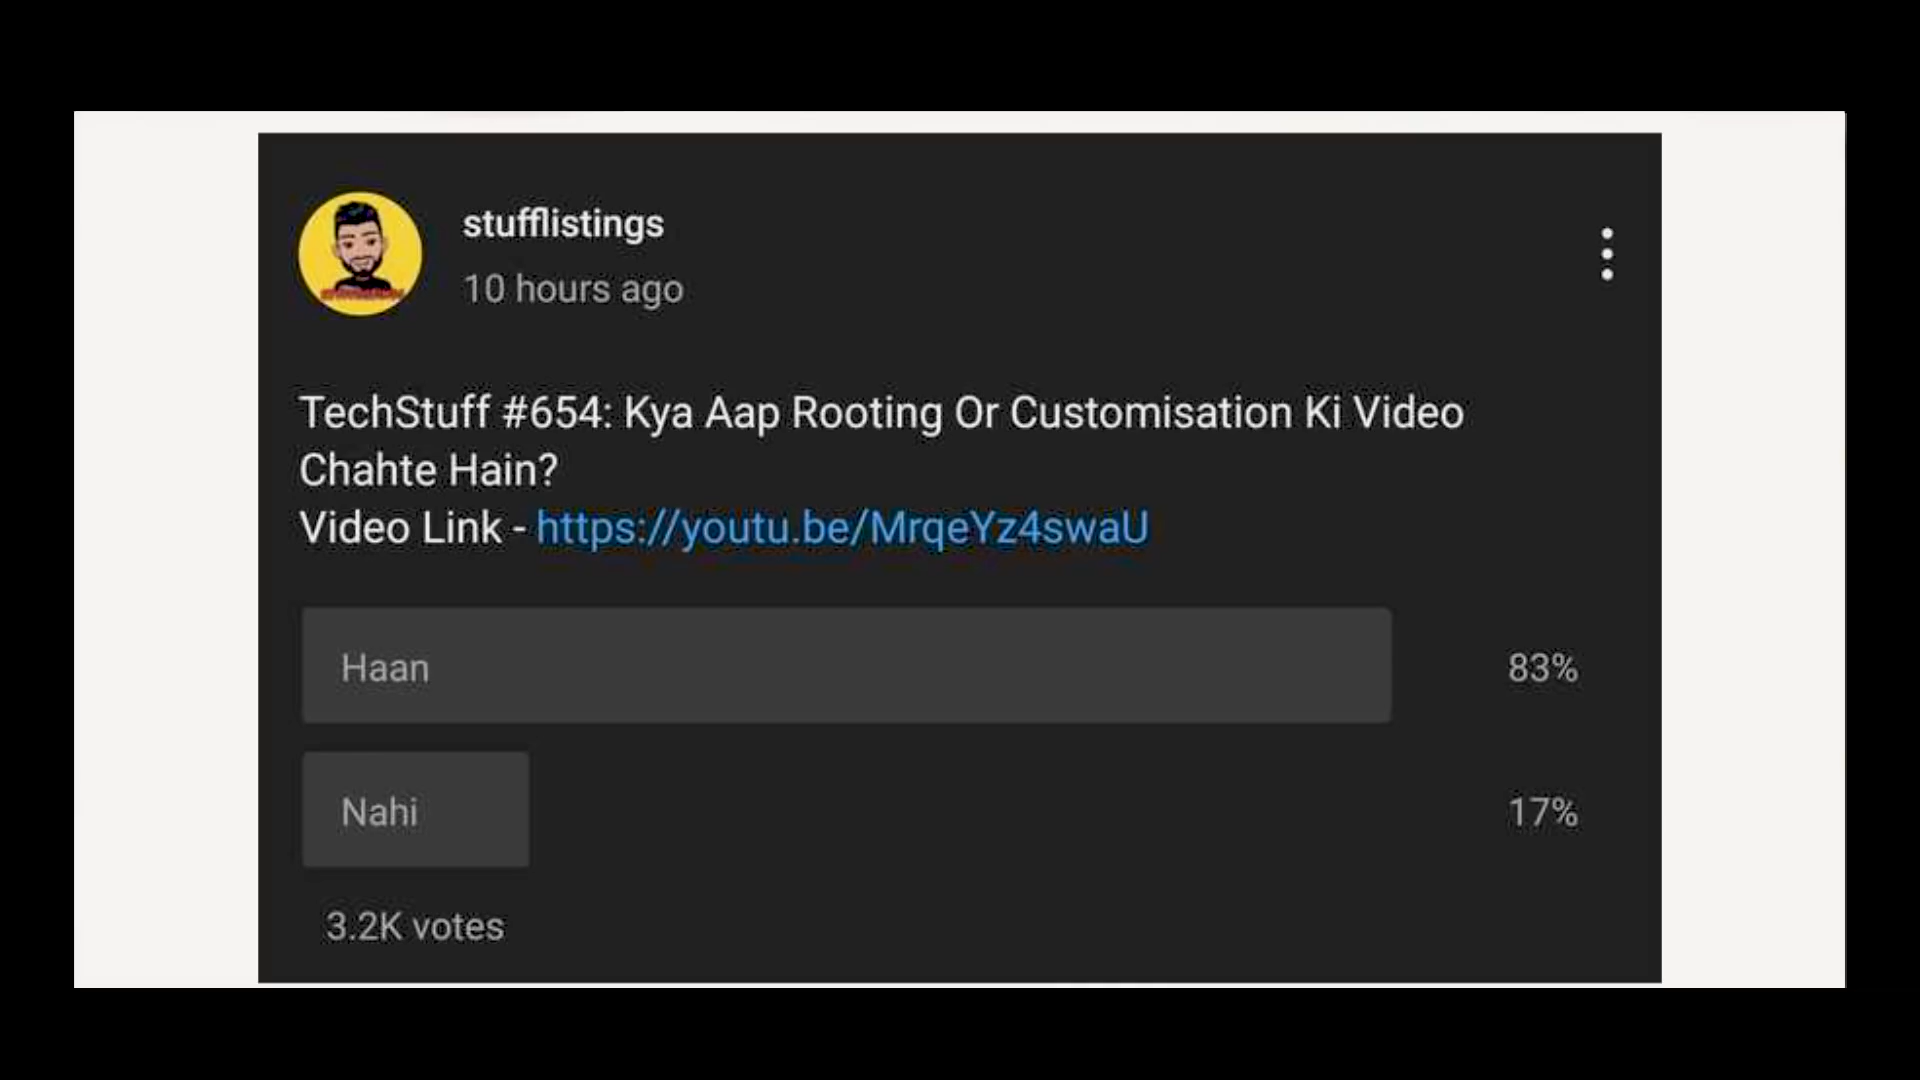 stufflistings
10 hours ago
TechStuff #654: Kya Aap Rooting Or Customisation Ki Video
Chahte Hain?
Video Link - https://youtu.be/MrqeYz4swaU
Haan
83%
Nahi
17%
3.2K votes